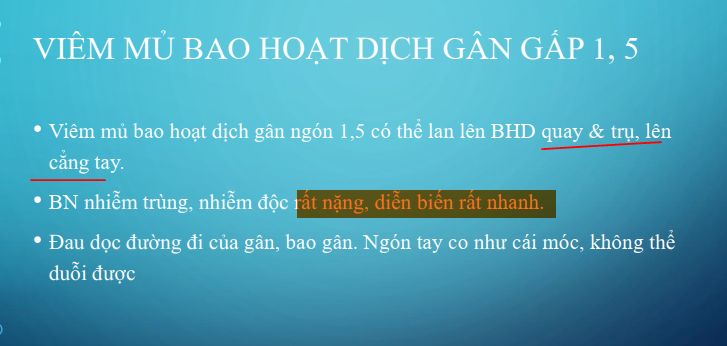 VIÊM MỦ BAO HOẠT DỊCH GÂN GẤP 1, 5
• Viêm mủ bao hoạt dịch gân ngón 1,5 có thể lan lên BHD quay & trụ, lên
cẳng tay.
• BN nhiễm trùng, nhiễm độc rất nặng, diễn biến rất nhanh.
• Đau dọc đường đi của gân, bao gân. Ngón tay co như cái móc, không thể
duỗi được